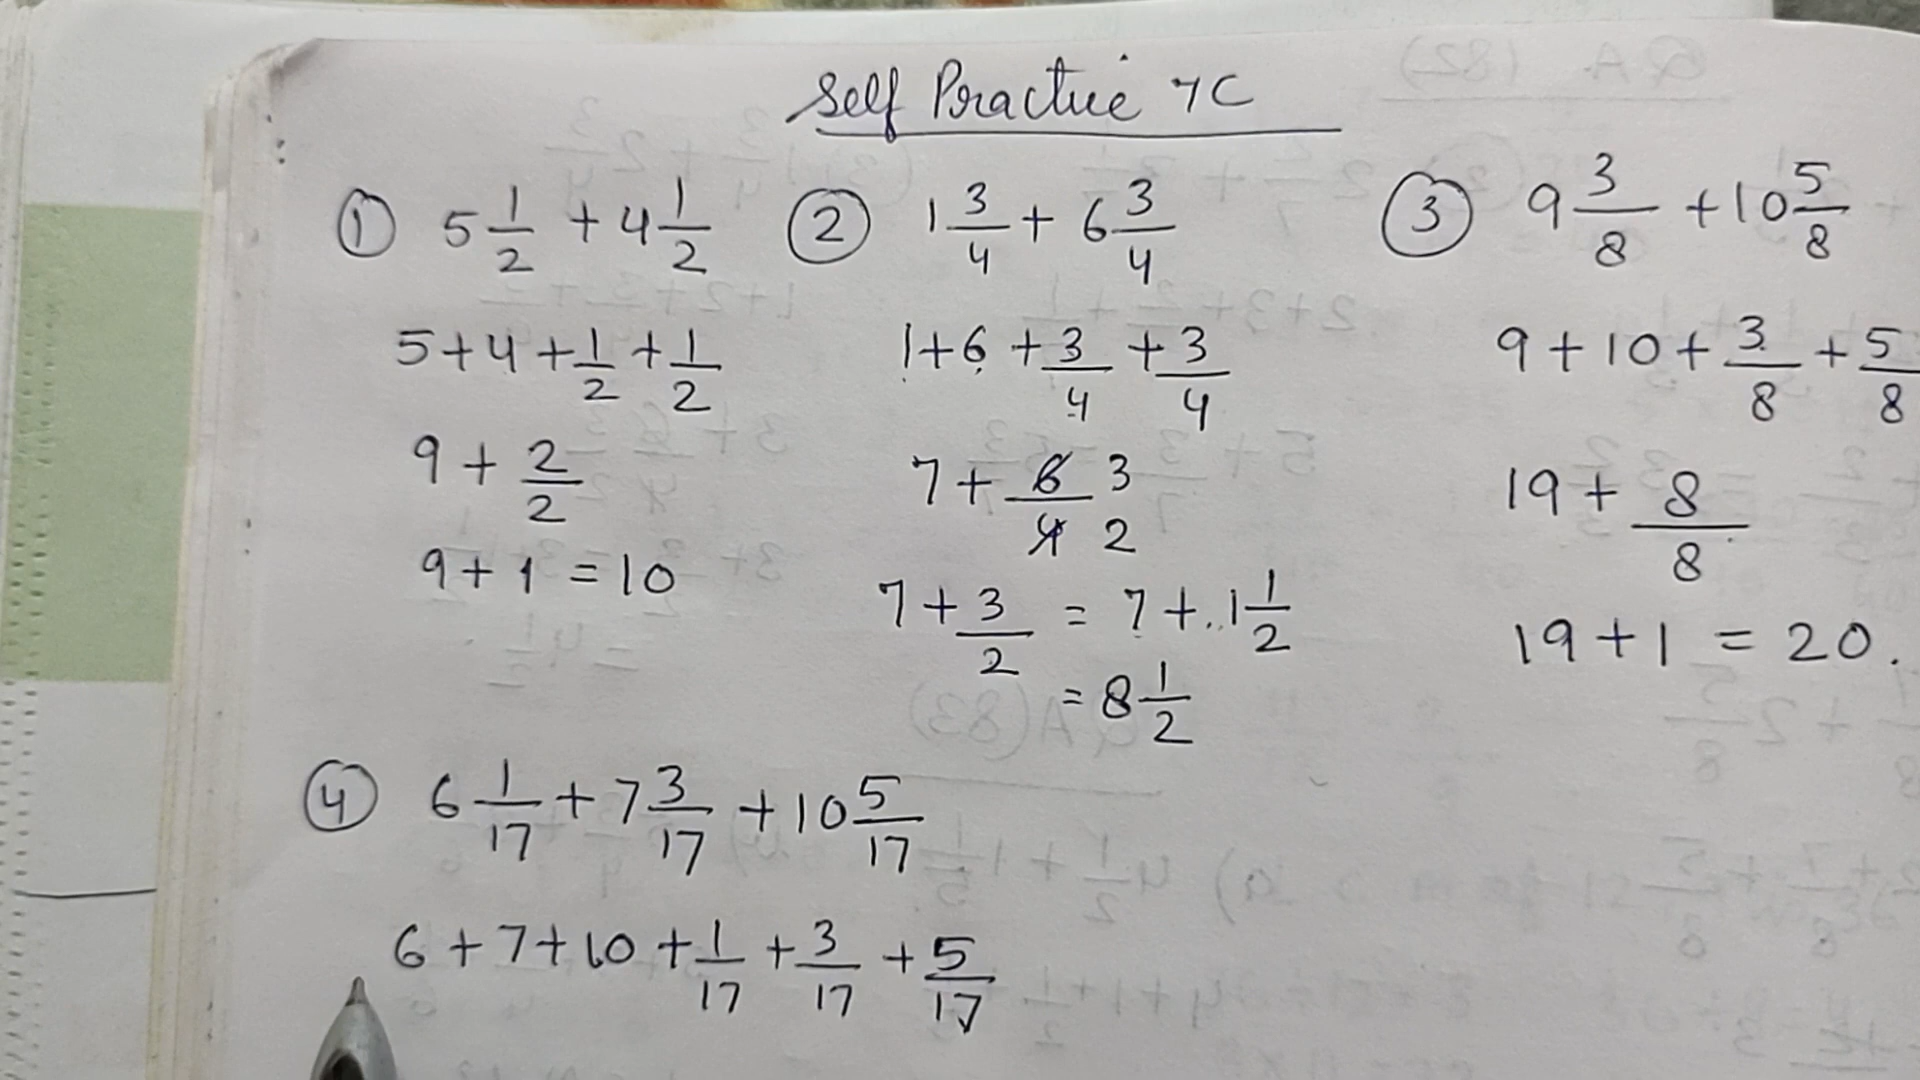 Self Practice 7C
① 5 1/2 + 4 1/2
5+4+1/2+1/2
9+2/2
9+1=10
② 1 3/4 + 6 3/4
1+6+3/4+3/4
7+6/4 3/2
7+3/2 = 7+1 1/2
= 8 1/2
③ 9 3/8 + 10 5/8
9+10+3/8+5/8
19+8/8
19+1 = 20.
④ 6 1/17 + 7 3/17 + 10 5/17
6+7+10+1/17+3/17+5/17